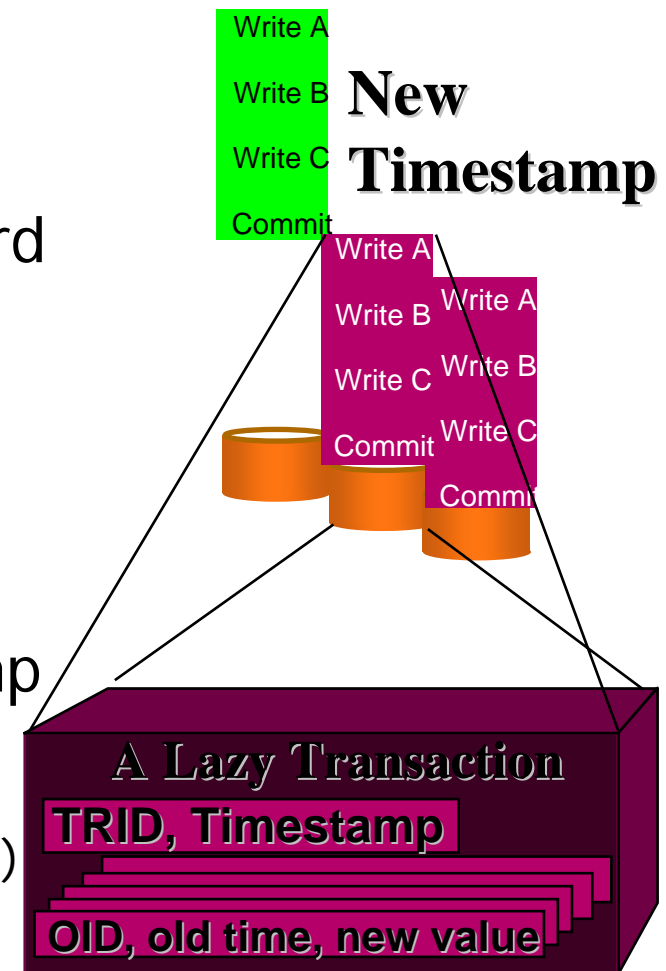 Write A
Write B
Write C
Commit
New
Timestamp
rd
Write A
Write B
Write C
Commit
Write A
Write B
Write C
Commit
np
A Lazy Transaction
TRID, Timestamp
)
OID, old time, new value